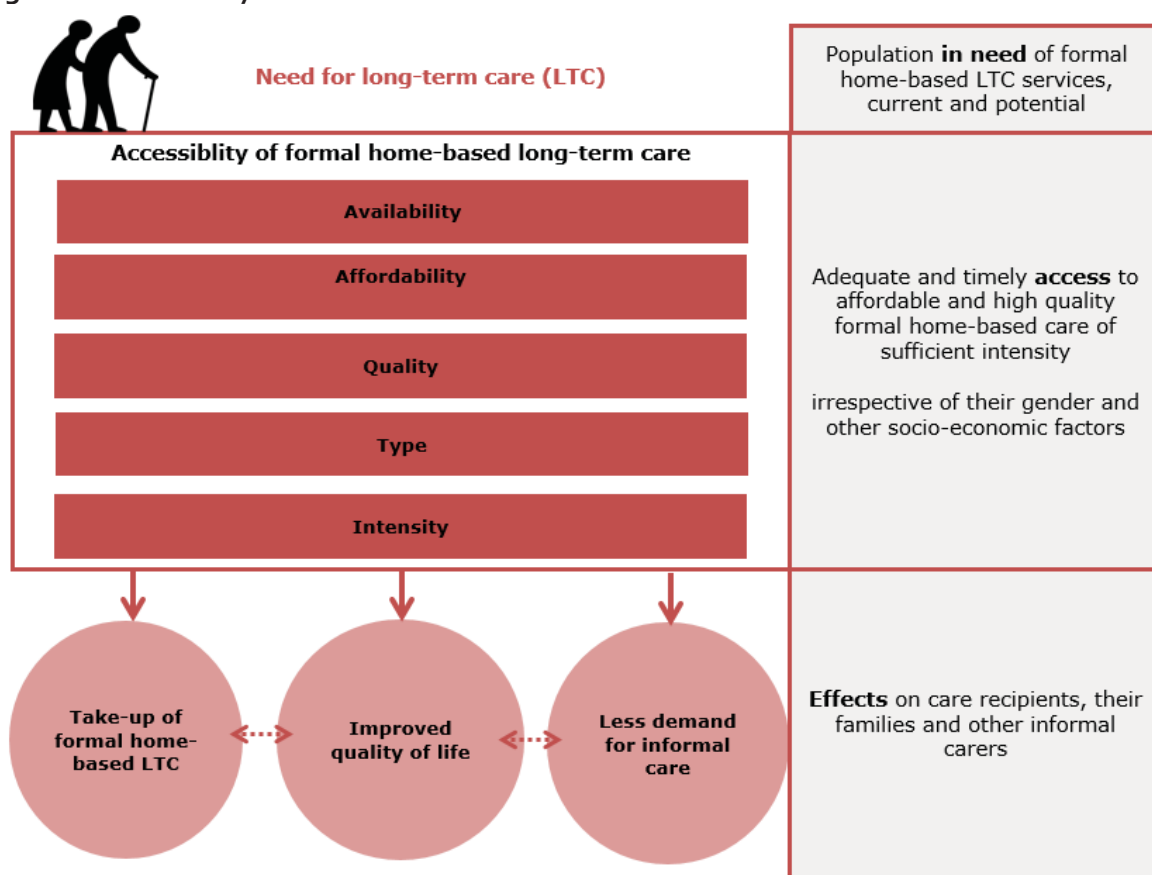 Need for long-term care (LTC)
Population in need of formal
home-based LTC services,
current and potential
Accessiblity of formal home-based long-term care
Availability
Affordability
Quality
Type
Intensity
Adequate and timely access to
affordable and high quality
formal home-based care of
sufficient intensity
irrespective of their gender and
other socio-economic factors
Take-up of
formal home-
based LTC
Improved
quality of life
Less demand
for informal
care
Effects on care recipients, their
families and other informal
carers